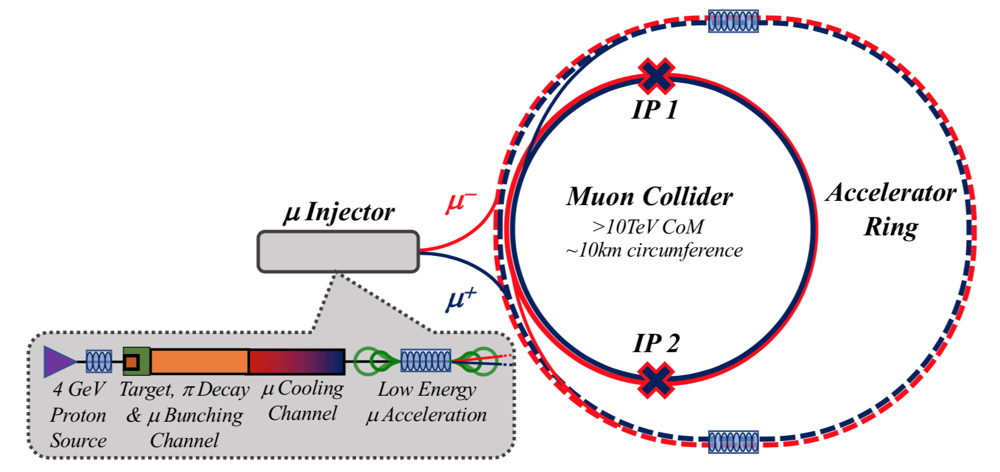 IP 1
μ Injector
μ−
μ+
Muon Collider
>10TeV CoM
~10km circumference
Accelerator
Ring
IP 2
4 GeV
Proton
Source
Target, π Decay
& μ Bunching
Channel
μ Cooling
Channel
Low Energy
μ Acceleration